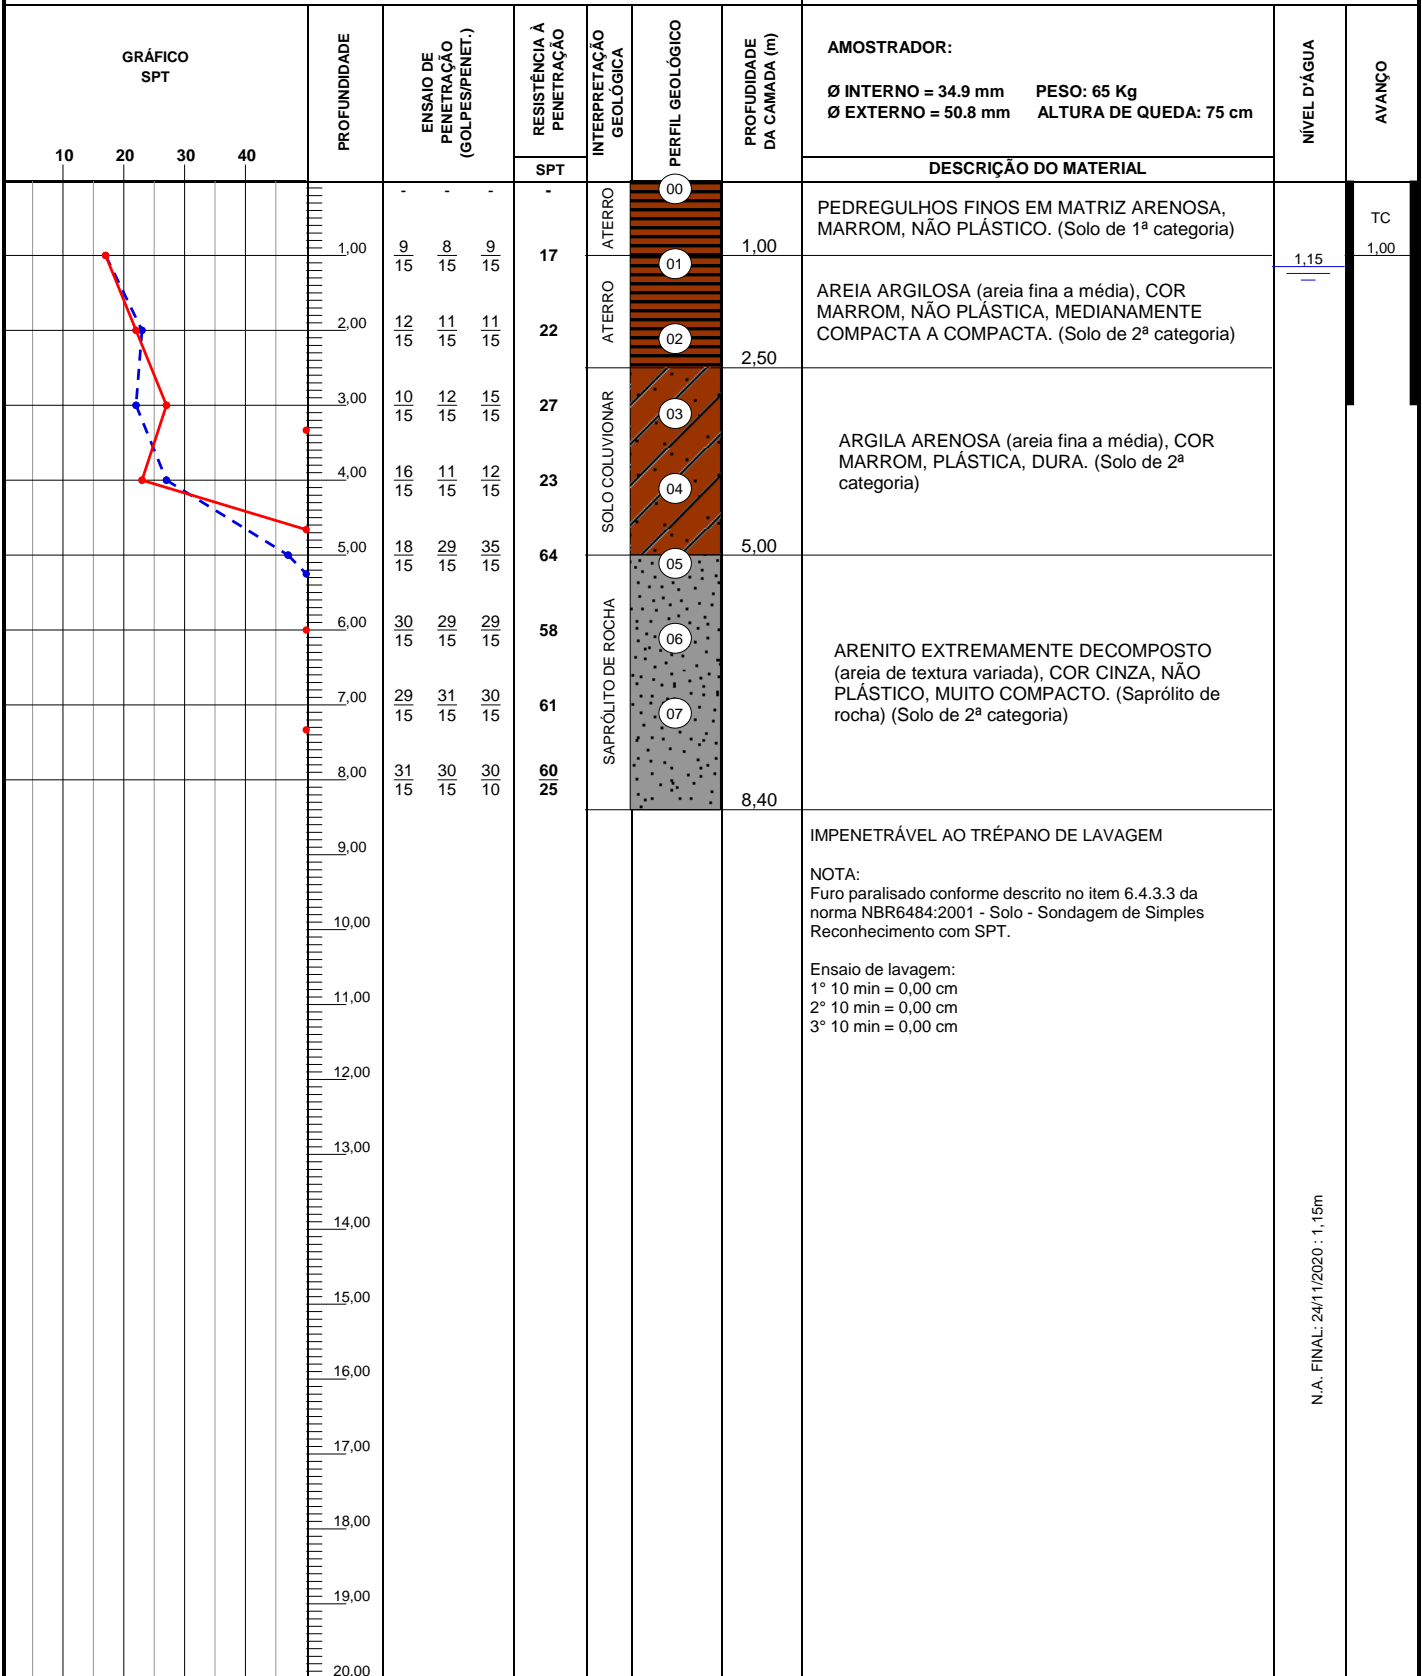 GRÁFICO
SPT
10 20 30 40
PROFUNDIDADE
ENSAIO DE
PENETRAÇÃO
(GOLPES/PENET.)
RESISTÊNCIA À
PENETRAÇÃO
SPT
INTERPRETAÇÃO
GEOLÓGICA
PERFIL GEOLÓGICO
PROFUDIDADE
DA CAMADA (m)
AMOSTRADOR:
Ø INTERNO = 34.9 mm PESO: 65 Kg
Ø EXTERNO = 50.8 mm ALTURA DE QUEDA: 75 cm
DESCRIÇÃO DO MATERIAL
NÍVEL D'ÁGUA
AVANÇO
- - - -
1,00 9/15 8/15 9/15 17
2,00 12/15 11/15 11/15 22
3,00 10/15 12/15 15/15 27
4,00 16/15 11/15 12/15 23
5,00 18/15 29/15 35/15 64
6,00 30/15 29/15 29/15 58
7,00 29/15 31/15 30/15 61
8,00 31/15 30/15 30/10 60/25
9,00
10,00
11,00
12,00
13,00
14,00
15,00
16,00
17,00
18,00
19,00
20.00
ATERRO
ATERRO
SOLO COLUVIONAR
SAPRÓLITO DE ROCHA
00
01
02
03
04
05
06
07
1,00
2,50
5,00
8,40
PEDREGULHOS FINOS EM MATRIZ ARENOSA,
MARROM, NÃO PLÁSTICO. (Solo de 1ª categoria)
AREIA ARGILOSA (areia fina a média), COR
MARROM, NÃO PLÁSTICA, MEDIANAMENTE
COMPACTA A COMPACTA. (Solo de 2ª categoria)
ARGILA ARENOSA (areia fina a média), COR
MARROM, PLÁSTICA, DURA. (Solo de 2ª
categoria)
ARENITO EXTREMAMENTE DECOMPOSTO
(areia de textura variada), COR CINZA, NÃO
PLÁSTICO, MUITO COMPACTO. (Saprólito de
rocha) (Solo de 2ª categoria)
IMPENETRÁVEL AO TRÉPANO DE LAVAGEM
NOTA:
Furo paralisado conforme descrito no item 6.4.3.3 da
norma NBR6484:2001 - Solo - Sondagem de Simples
Reconhecimento com SPT.
Ensaio de lavagem:
1° 10 min = 0,00 cm
2° 10 min = 0,00 cm
3° 10 min = 0,00 cm
1,15
N.A. FINAL: 24/11/2020 : 1,15m
TC
1,00